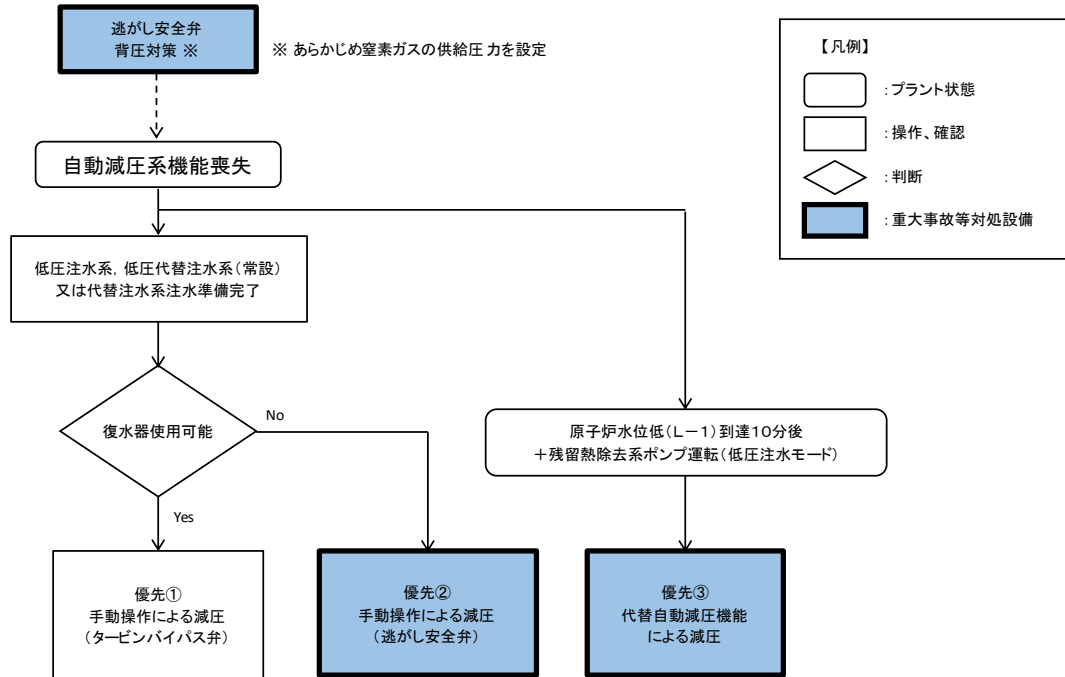 逃がし安全弁
背圧対策 ※
※ あらかじめ窒素ガスの供給圧力を設定
【凡例】
：プラント状態
：操作、確認
：判断
：重大事故等対処設備
自動減圧系機能喪失
低圧注水系，低圧代替注水系（常設）
又は代替注水系注水準備完了
復水器使用可能
No
Yes
原子炉水位低（L－1）到達10分後
＋残留熱除去系ポンプ運転（低圧注水モード）
優先①
手動操作による減圧
（タービンバイパス弁）
優先②
手動操作による減圧
（逃がし安全弁）
優先③
代替自動減圧機能
による減圧